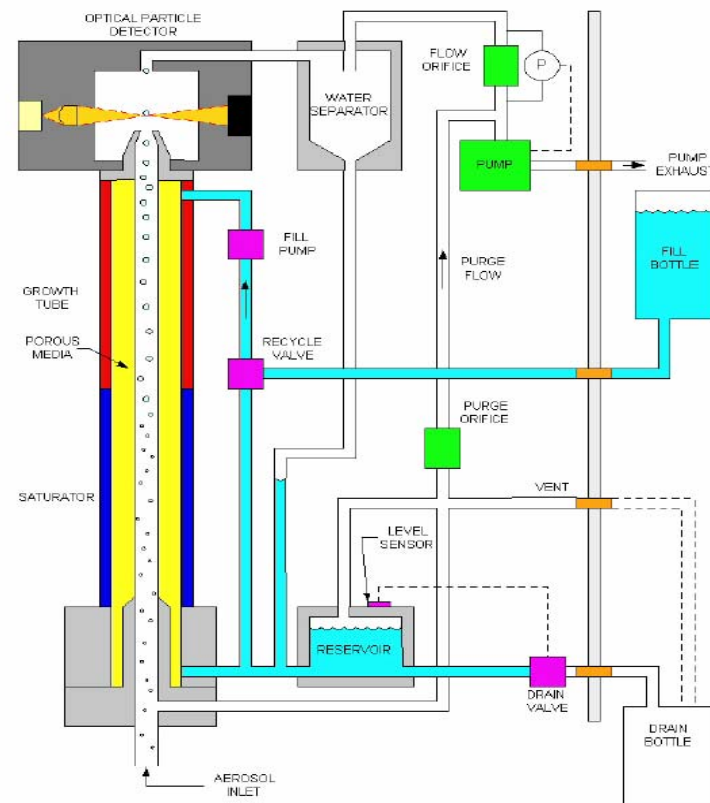 OPTICAL PARTICLE
DETECTOR
FLOW
ORIFICE
P
WATER
SEPARATOR
PUMP
PUMP
EXHAUST
FILL
PUMP
FILL
BOTTLE
PURGE
FLOW
GROWTH
TUBE
POROUS
MEDIA
RECYCLE
VALVE
PURGE
ORIFICE
SATURATOR
VENT
LEVEL
SENSOR
RESERVOIR
DRAIN
VALVE
DRAIN
BOTTLE
AEROSOL
INLET